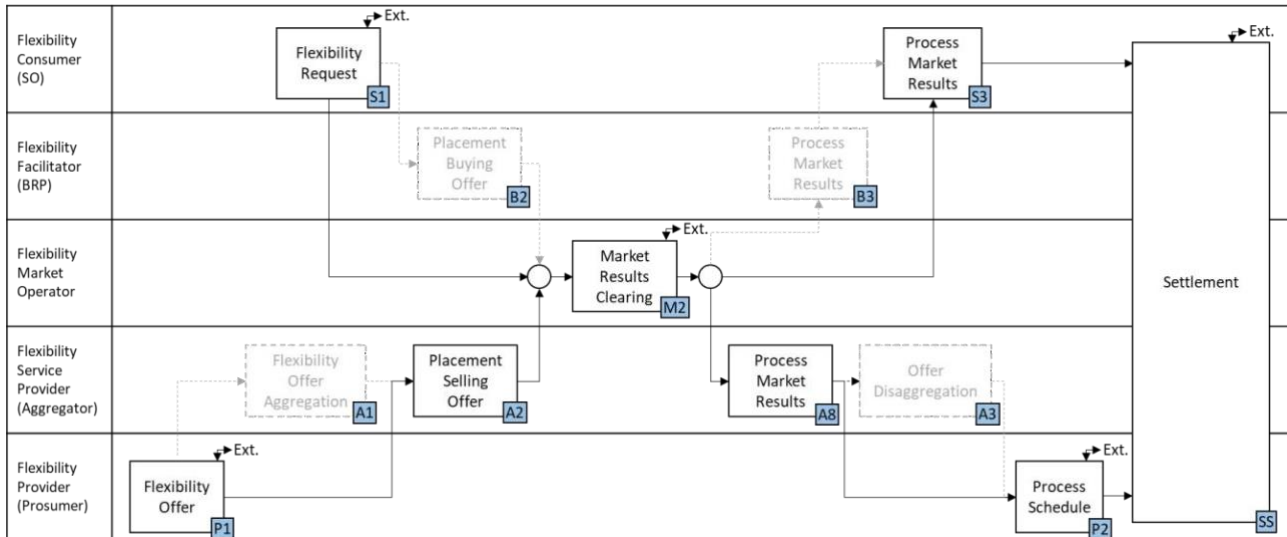 Flexibility
Consumer
(SO)
Ext.
Flexibility
Request
S1
Ext.
Process
Market
Results
S3
Flexibility
Facilitator
(BRP)
Placement
Buying
Offer
B2
Process
Market
Results
B3
Flexibility
Market
Operator
Ext.
Market
Results
Clearing
M2
Flexibility
Service
Provider
(Aggregator)
Flexibility
Offer
Aggregation
A1
Placement
Selling
Offer
A2
Process
Market
Results
A8
Offer
Disaggregation
A3
Flexibility
Provider
(Prosumer)
Ext.
Flexibility
Offer
P1
Ext.
Process
Schedule
P2
Ext.
Settlement
SS